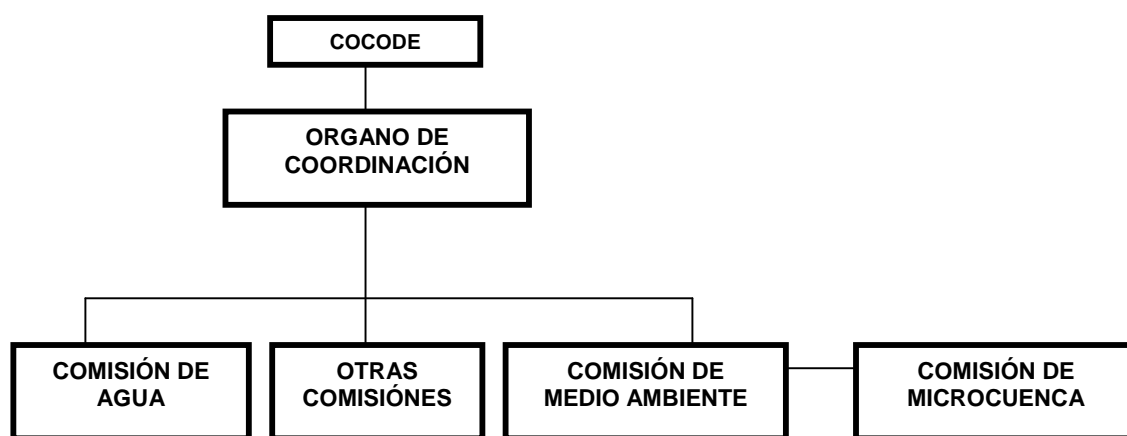 COCODE
ORGANO DE
COORDINACIÓN
COMISIÓN DE
AGUA
OTRAS
COMISIÓNES
COMISIÓN DE
MEDIO AMBIENTE
COMISIÓN DE
MICROCUENCA